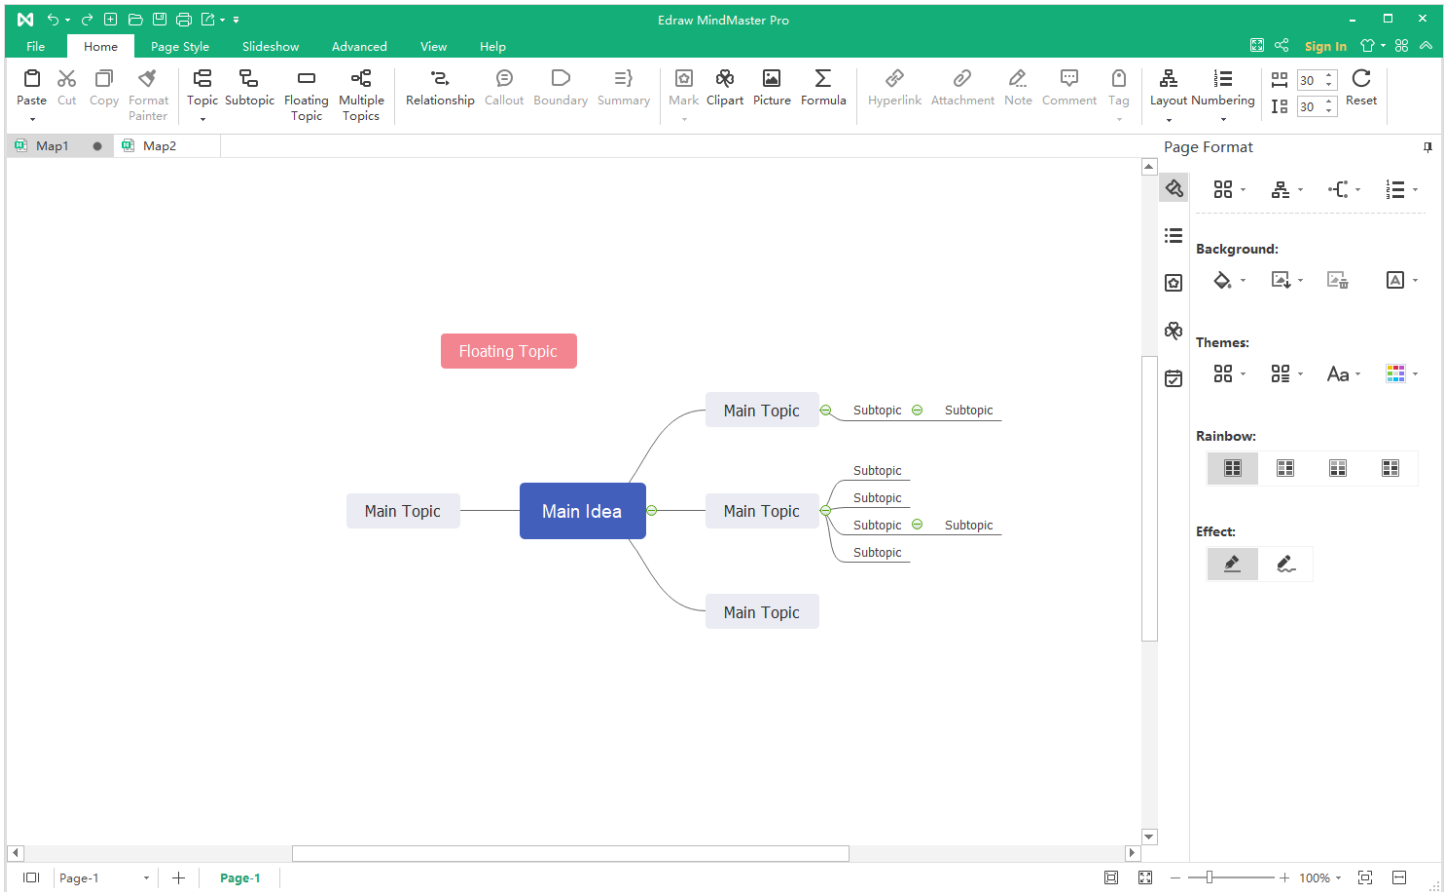 Edraw MindMaster Pro
File Home Page Style Slideshow Advanced View Help Sign In
Paste Cut Copy Format Painter Topic Subtopic Floating Topic Multiple Topics Relationship Callout Boundary Summary Mark Clipart Picture Formula Hyperlink Attachment Note Comment Tag Layout Numbering 30 30 Reset
Map1 Map2
Page Format
Background:
Themes:
Aa
Rainbow:
Effect:
Floating Topic
Main Topic Subtopic Subtopic
Subtopic
Subtopic
Main Topic Main Idea Main Topic
Subtopic Subtopic
Subtopic
Main Topic
Page-1 Page-1 100%